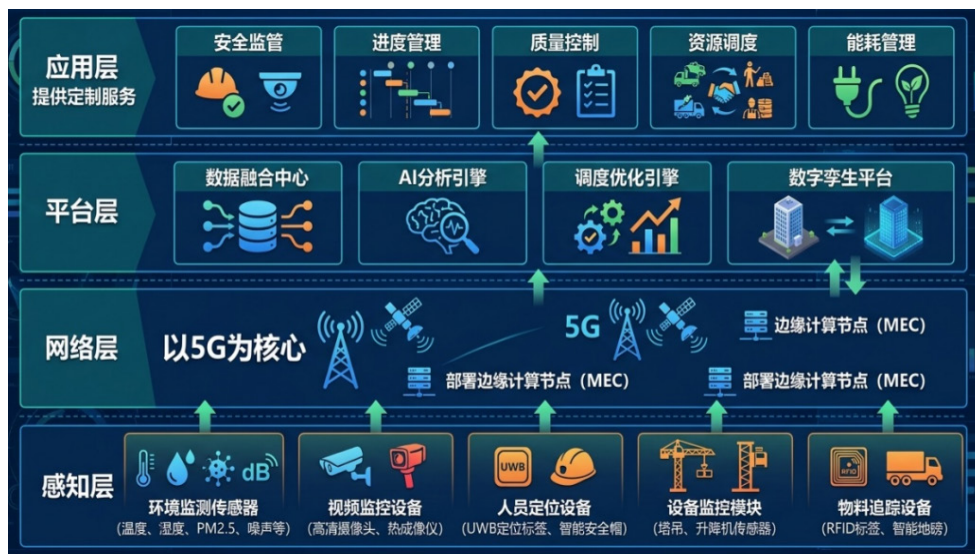 应用层
提供定制服务
安全监管
进度管理
质量控制
资源调度
能耗管理
平台层
数据融合中心
AI分析引擎
调度优化引擎
数字孪生平台
网络层
以5G为核心
5G
边缘计算节点（MEC）
部署边缘计算节点（MEC）
部署边缘计算节点（MEC）
感知层
dB
环境监测传感器
（温度、湿度、PM2.5、噪声等）
视频监控设备
（高清摄像头、热成像仪）
UWB
人员定位设备
（UWB定位标签、智能安全帽）
设备监控模块
（塔吊、升降机传感器）
RFID
物料追踪设备
（RFID标签、智能地磅）